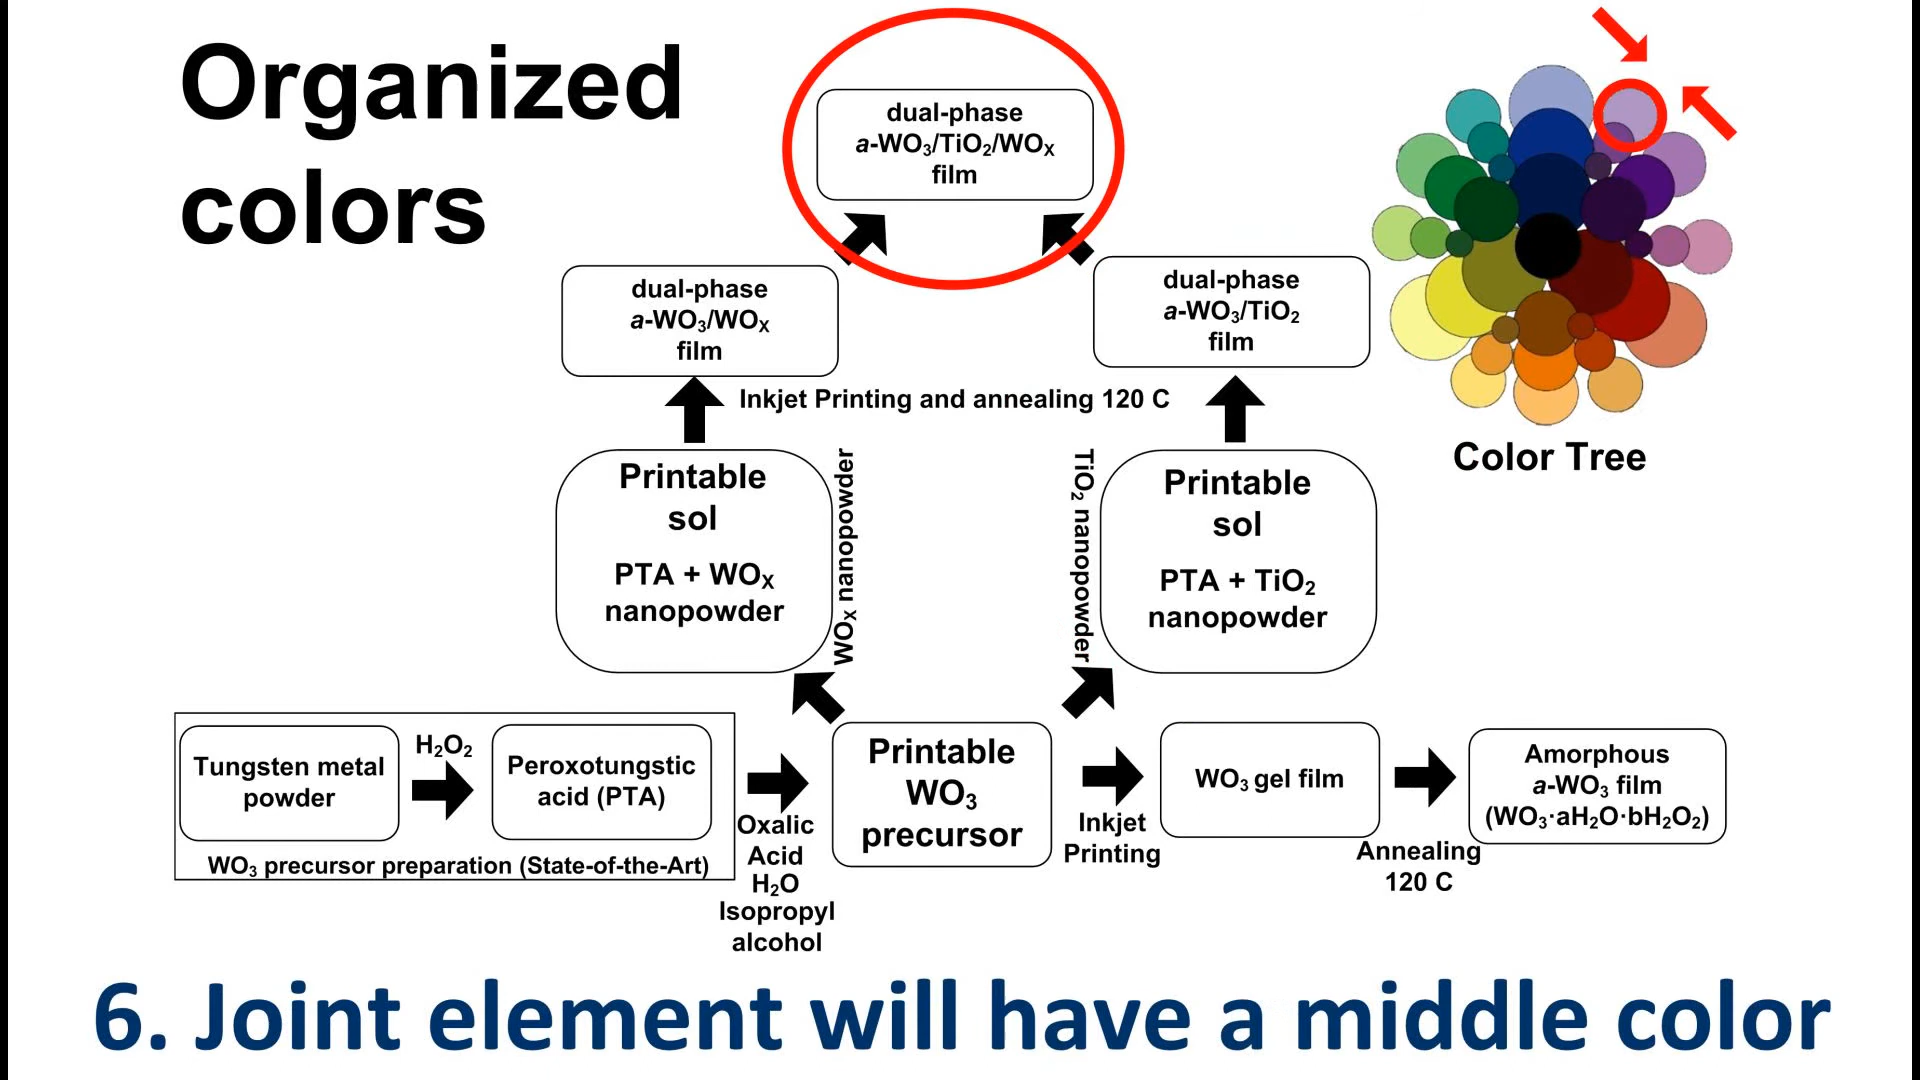 Organized
colors
dual-phase
a-WO₃/TiO₂/WOₓ
film
dual-phase
a-WO₃/WOₓ
film
dual-phase
a-WO₃/TiO₂
film
Inkjet Printing and annealing 120 C
Color Tree
Printable
sol
PTA + WOₓ
nanopowder
WOₓ nanopowder
TiO₂ nanopowder
Printable
sol
PTA + TiO₂
nanopowder
Tungsten metal
powder
H₂O₂
Peroxotungstic
acid (PTA)
WO₃ precursor preparation (State-of-the-Art)
Oxalic
Acid
H₂O
Isopropyl
alcohol
Printable
WO₃
precursor
Inkjet
Printing
WO₃ gel film
Annealing
120 C
Amorphous
a-WO₃ film
(WO₃·aH₂O·bH₂O₂)
6. Joint element will have a middle color